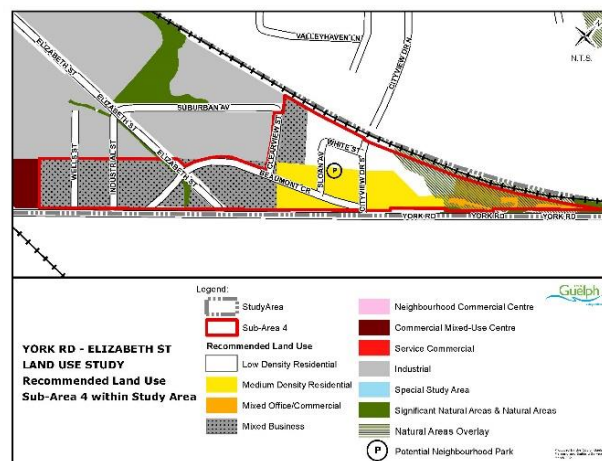 VALLEYHAVEN LN
CITYVIEW DR N
N.T.S.
ELIZABETH ST
ELIZABETH ST
SUBURBAN AV
WELLS ST
INDUSTRIAL ST
ELIZABETH ST
CLEARVIEW ST
BEAUMONT CR
SLOAN AV
WHITE ST
P
CITYVIEW DR S
YORK RD
YORK RD
YORK RD
YORK RD - ELIZABETH ST
LAND USE STUDY
Recommended Land Use
Sub-Area 4 within Study Area
Legend:
StudyArea
Sub-Area 4
Recommended Land Use
Low Density Residential
Medium Density Residential
Mixed Office/Commercial
Mixed Business
Neighbourhood Commercial Centre
Commercial Mixed-Use Centre
Service Commercial
Industrial
Special Study Area
Significant Natural Areas & Natural Areas
Natural Areas Overlay
P Potential Neighbourhood Park
Guelph